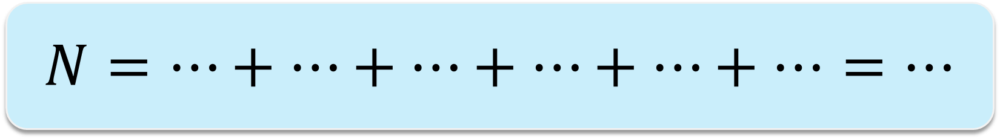 N = ⋯ + ⋯ + ⋯ + ⋯ + ⋯ + ⋯ = ⋯